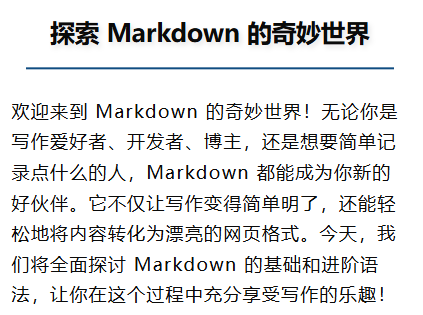 探索 Markdown 的奇妙世界
欢迎来到 Markdown 的奇妙世界！无论你是
写作爱好者、开发者、博主，还是想要简单记
录点什么的人，Markdown 都能成为你新的
好伙伴。它不仅让写作变得简单明了，还能轻
松地将内容转化为漂亮的网页格式。今天，我
们将全面探讨 Markdown 的基础和进阶语
法，让你在这个过程中充分享受写作的乐趣！